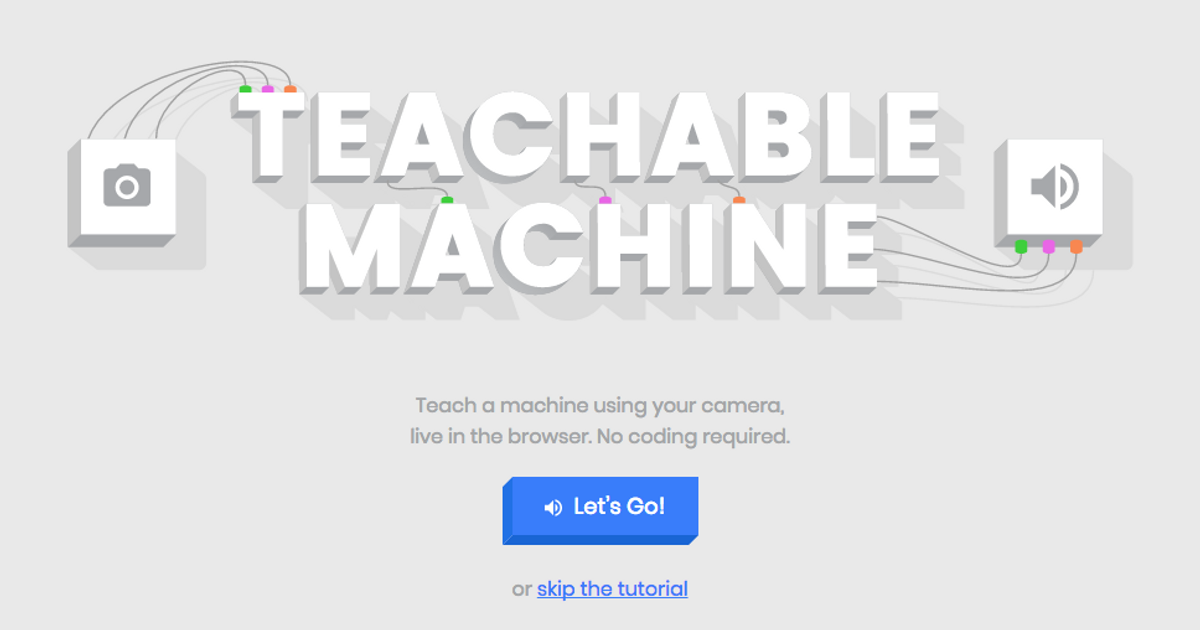 TEACHABLE
MACHINE
Teach a machine using your camera,
live in the browser. No coding required.
Let's Go!
or skip the tutorial